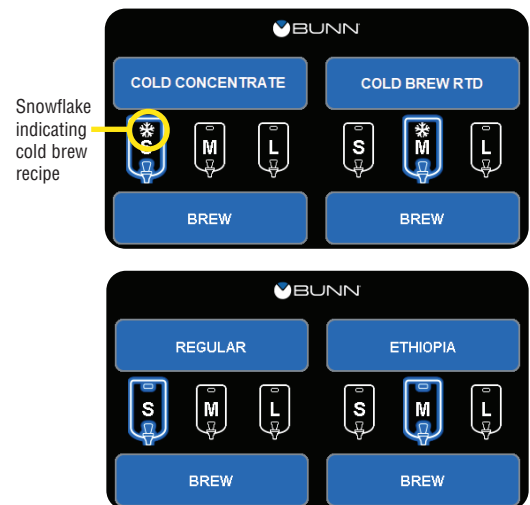 BUNN
COLD CONCENTRATE
COLD BREW RTD
Snowflake
indicating
cold brew
recipe
S M L
S M L
BREW
BREW
BUNN
REGULAR
ETHIOPIA
S M L
S M L
BREW
BREW